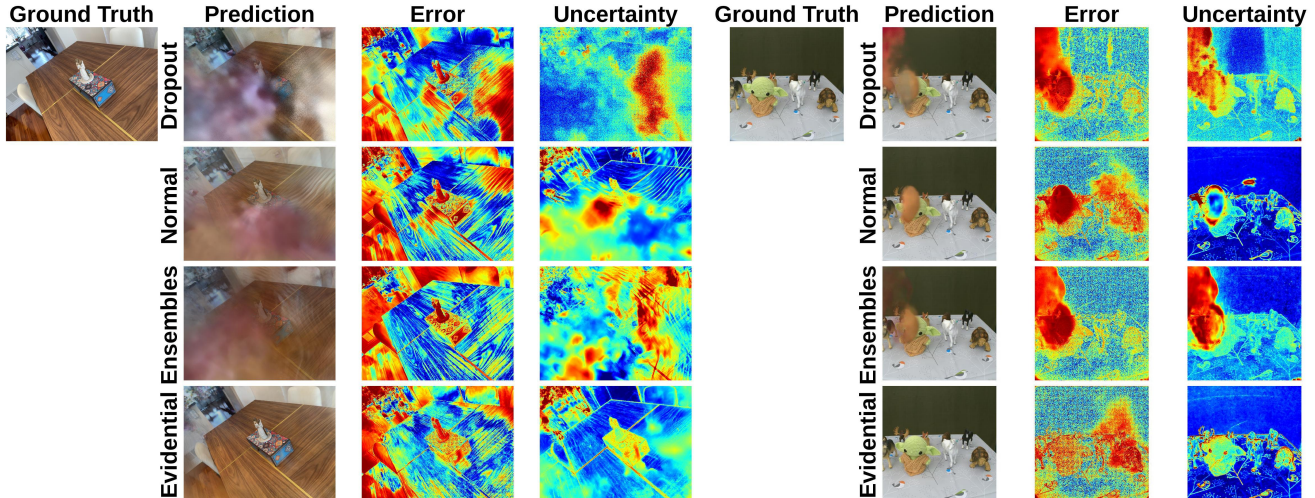 Ground Truth Prediction Error Uncertainty Ground Truth Prediction Error Uncertainty
Dropout Dropout
Normal Normal
Ensembles Ensembles
Evidential Evidential